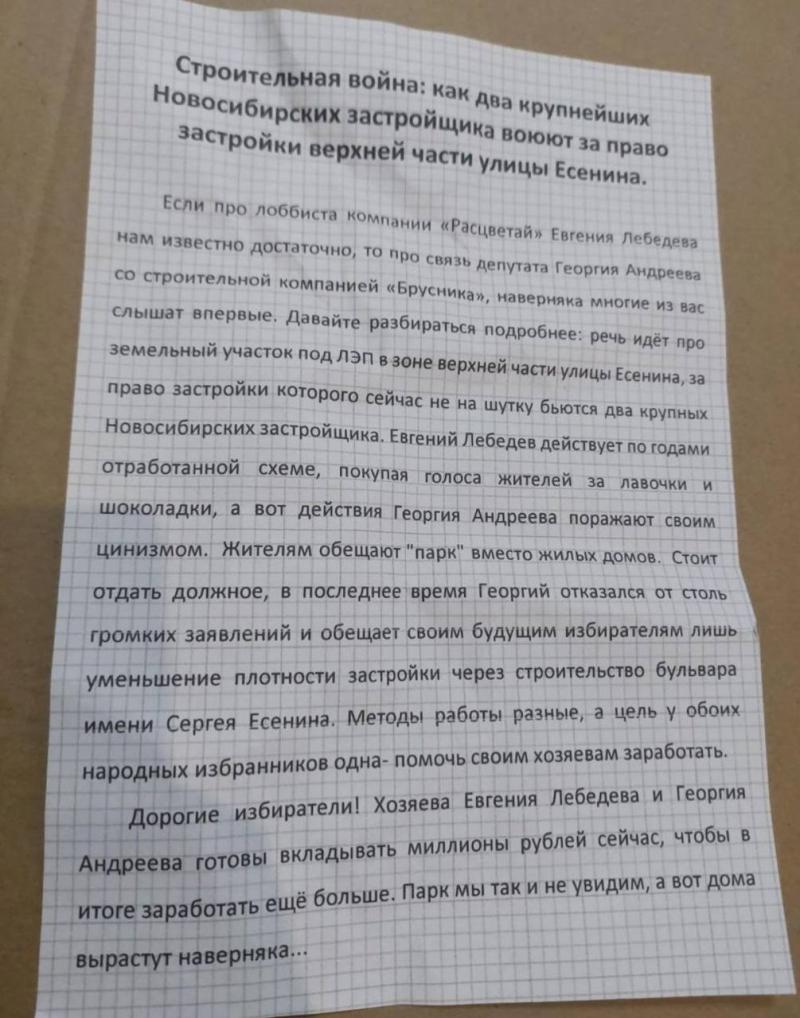 Строительная война: как два крупнейших
Новосибирских застройщика воюют за право
застройки верхней части улицы Есенина.
Если про лоббиста компании «Расцветай» Евгения Лебедева
нам известно достаточно, то про связь депутата Георгия Андреева
со строительной компанией «Брусника», наверняка многие из вас
слышат впервые. Давайте разбираться подробнее: речь идёт про
земельный участок под ЛЭП в зоне верхней части улицы Есенина, за
право застройки которого сейчас не на шутку бьются два крупных
Новосибирских застройщика. Евгений Лебедев действует по годами
отработанной схеме, покупая голоса жителей за лавочки и
шоколадки, а вот действия Георгия Андреева поражают своим
цинизмом. Жителям обещают "парк" вместо жилых домов. Стоит
отдать должное, в последнее время Георгий отказался от столь
громких заявлений и обещает своим будущим избирателям лишь
уменьшение плотности застройки через строительство бульвара
имени Сергея Есенина. Методы работы разные, а цель у обоих
народных избранников одна- помочь своим хозяевам заработать.
Дорогие избиратели! Хозяева Евгения Лебедева и Георгия
Андреева готовы вкладывать миллионы рублей сейчас, чтобы в
итоге заработать ещё больше. Парк мы так и не увидим, а вот дома
вырастут наверняка...